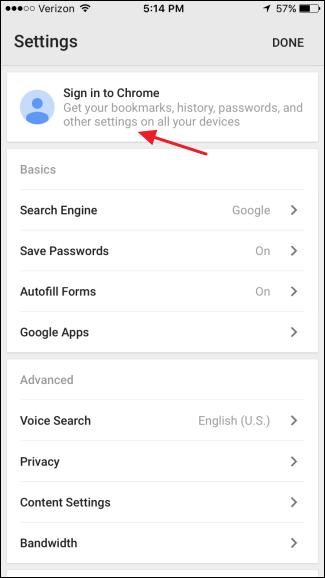 Verizon 5:14 PM 57%
Settings DONE
Sign in to Chrome
Get your bookmarks, history, passwords, and
other settings on all your devices
Basics
Search Engine Google
Save Passwords On
Autofill Forms On
Google Apps
Advanced
Voice Search English (U.S.)
Privacy
Content Settings
Bandwidth